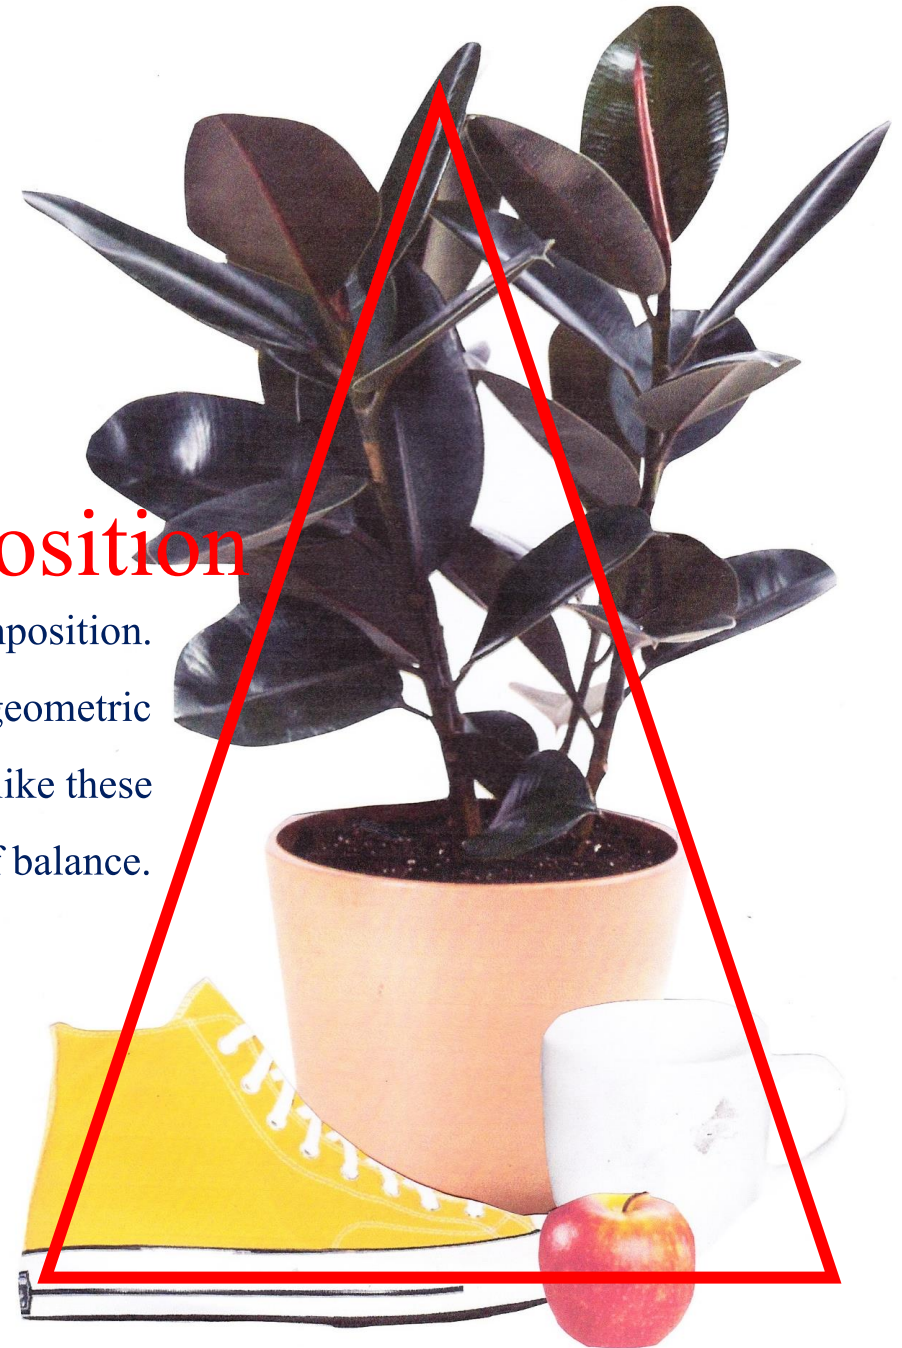 osition
nposition.
geometric
like these
f balance.